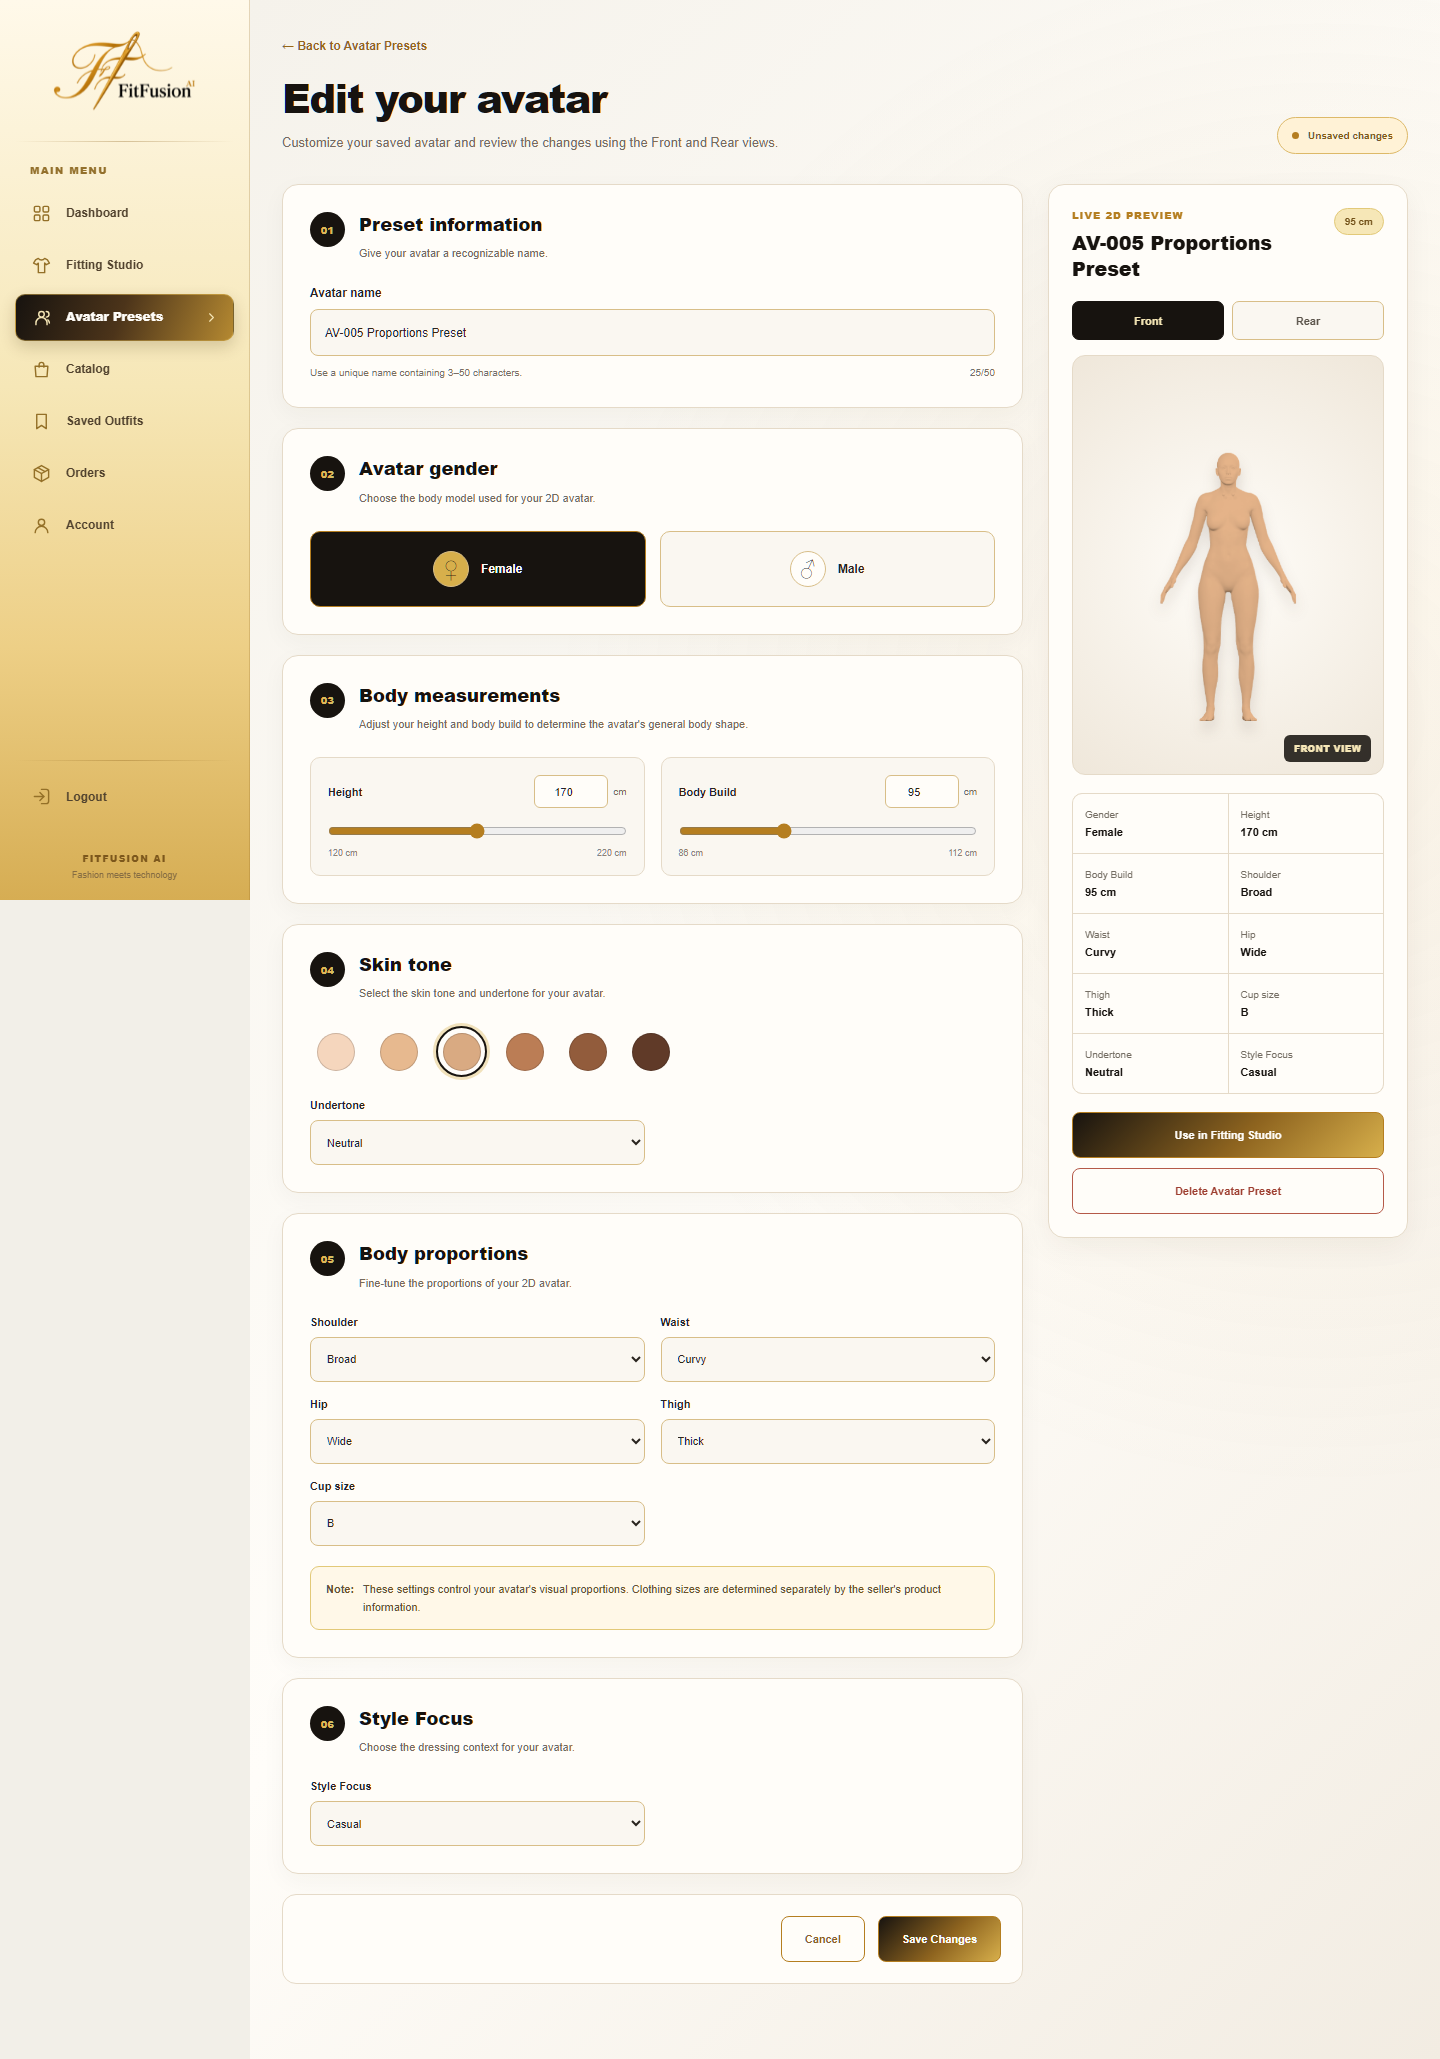 FitFusion AI
MAIN MENU
Dashboard
Fitting Studio
Avatar Presets
Catalog
Saved Outfits
Orders
Account
Logout
FITFUSION AI
Fashion meets technology
← Back to Avatar Presets
Edit your avatar
Customize your saved avatar and review the changes using the Front and Rear views.
Unsaved changes
01
Preset information
Give your avatar a recognizable name.
Avatar name
AV-005 Proportions Preset
Use a unique name containing 3–50 characters.
25/50
02
Avatar gender
Choose the body model used for your 2D avatar.
Female
Male
03
Body measurements
Adjust your height and body build to determine the avatar's general body shape.
Height
170 cm
120 cm
220 cm
Body Build
95 cm
86 cm
112 cm
04
Skin tone
Select the skin tone and undertone for your avatar.
Undertone
Neutral
05
Body proportions
Fine-tune the proportions of your 2D avatar.
Shoulder
Broad
Waist
Curvy
Hip
Wide
Thigh
Thick
Cup size
B
Note: These settings control your avatar's visual proportions. Clothing sizes are determined separately by the seller's product
information.
06
Style Focus
Choose the dressing context for your avatar.
Style Focus
Casual
Cancel
Save Changes
LIVE 2D PREVIEW
95 cm
AV-005 Proportions
Preset
Front
Rear
FRONT VIEW
Gender
Female
Height
170 cm
Body Build
95 cm
Shoulder
Broad
Waist
Curvy
Hip
Wide
Thigh
Thick
Cup size
B
Undertone
Neutral
Style Focus
Casual
Use in Fitting Studio
Delete Avatar Preset